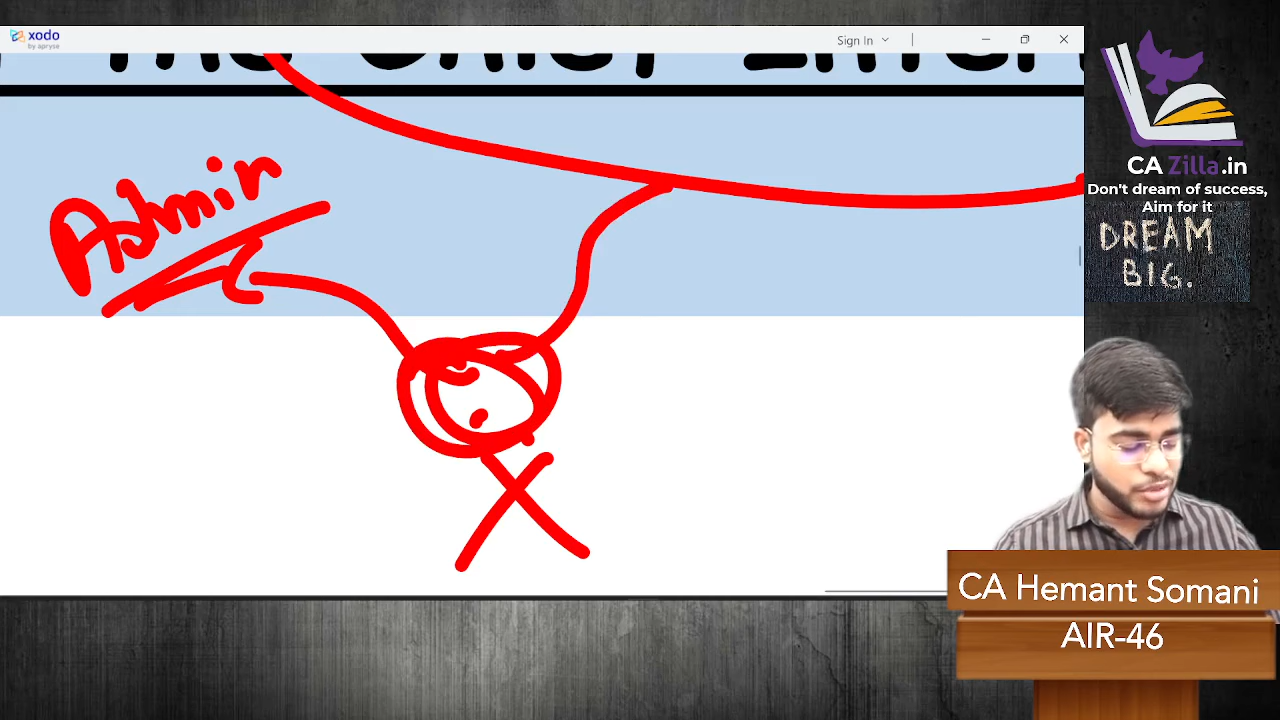 xodo
by apryse
Sign In
Admin
CA Zilla.in
Don't dream of success,
Aim for it
DREAM
BIG.
CA Hemant Somani
AIR-46